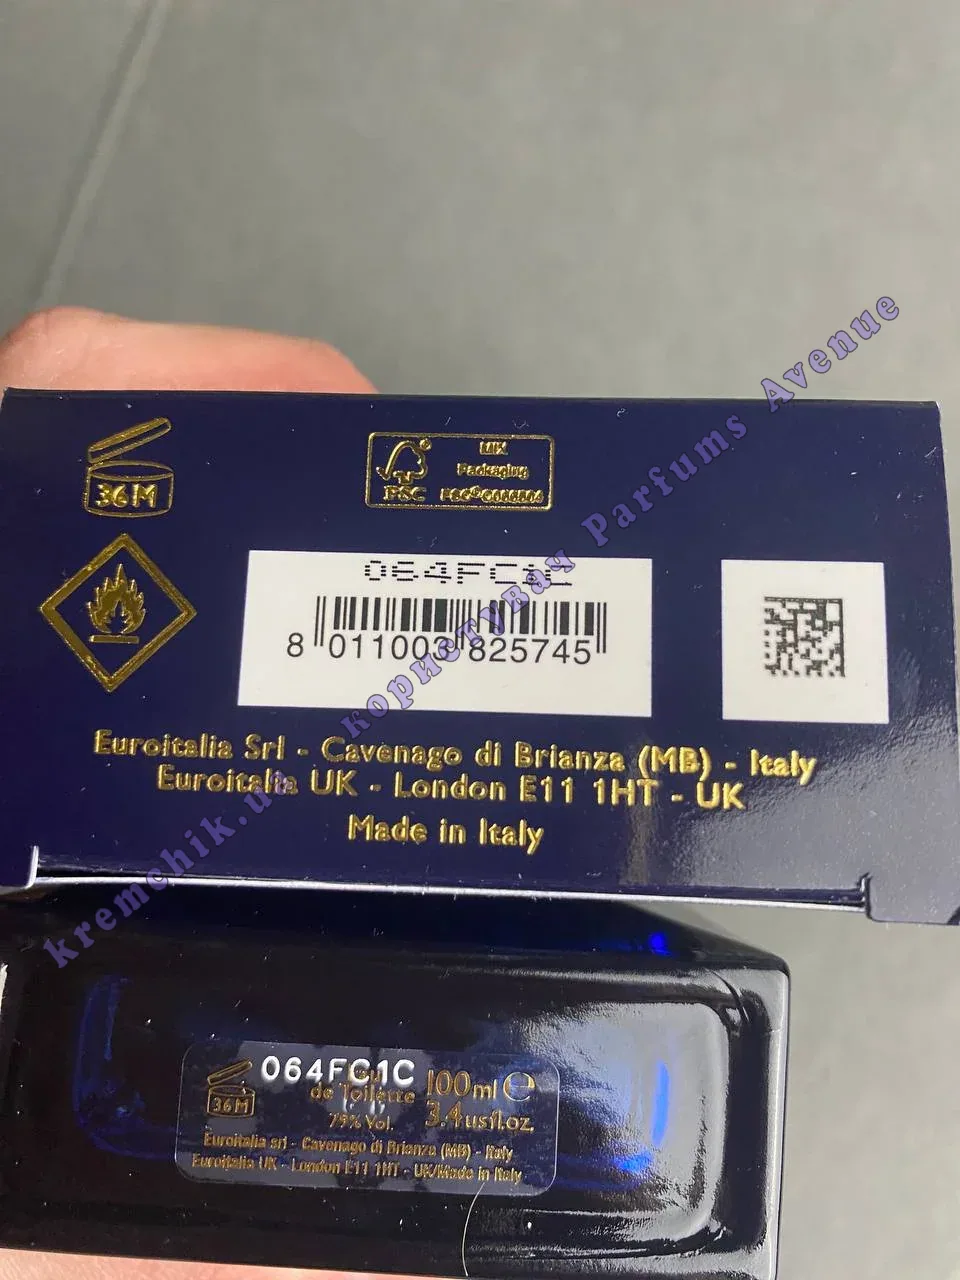 36M
FSC®
MIX
Packaging
FSC® C006504
064FC1C
8 011003 825745
Euroitalia Srl - Cavenago di Brianza (MB) - Italy
Euroitalia UK - London E11 1HT - UK
Made in Italy
kremchik.ua - користувач Parfums Avenue
36M
064FC1C
de Toilette
79% Vol.
100ml ℮
3.4 us fl.oz.
Euroitalia srl - Cavenago di Brianza (MB) - Italy
Euroitalia UK - London E11 1HT - UK/Made in Italy